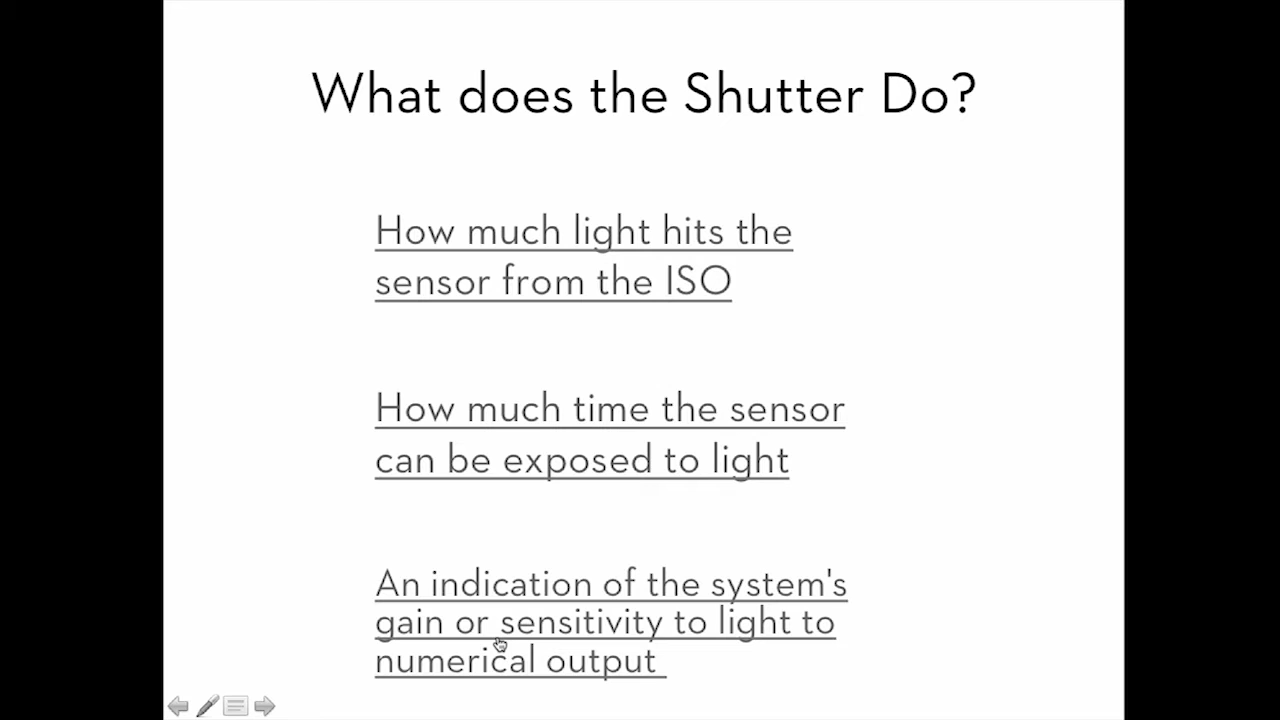 What does the Shutter Do?
How much light hits the
sensor from the ISO
How much time the sensor
can be exposed to light
An indication of the system's
gain or sensitivity to light to
numerical output